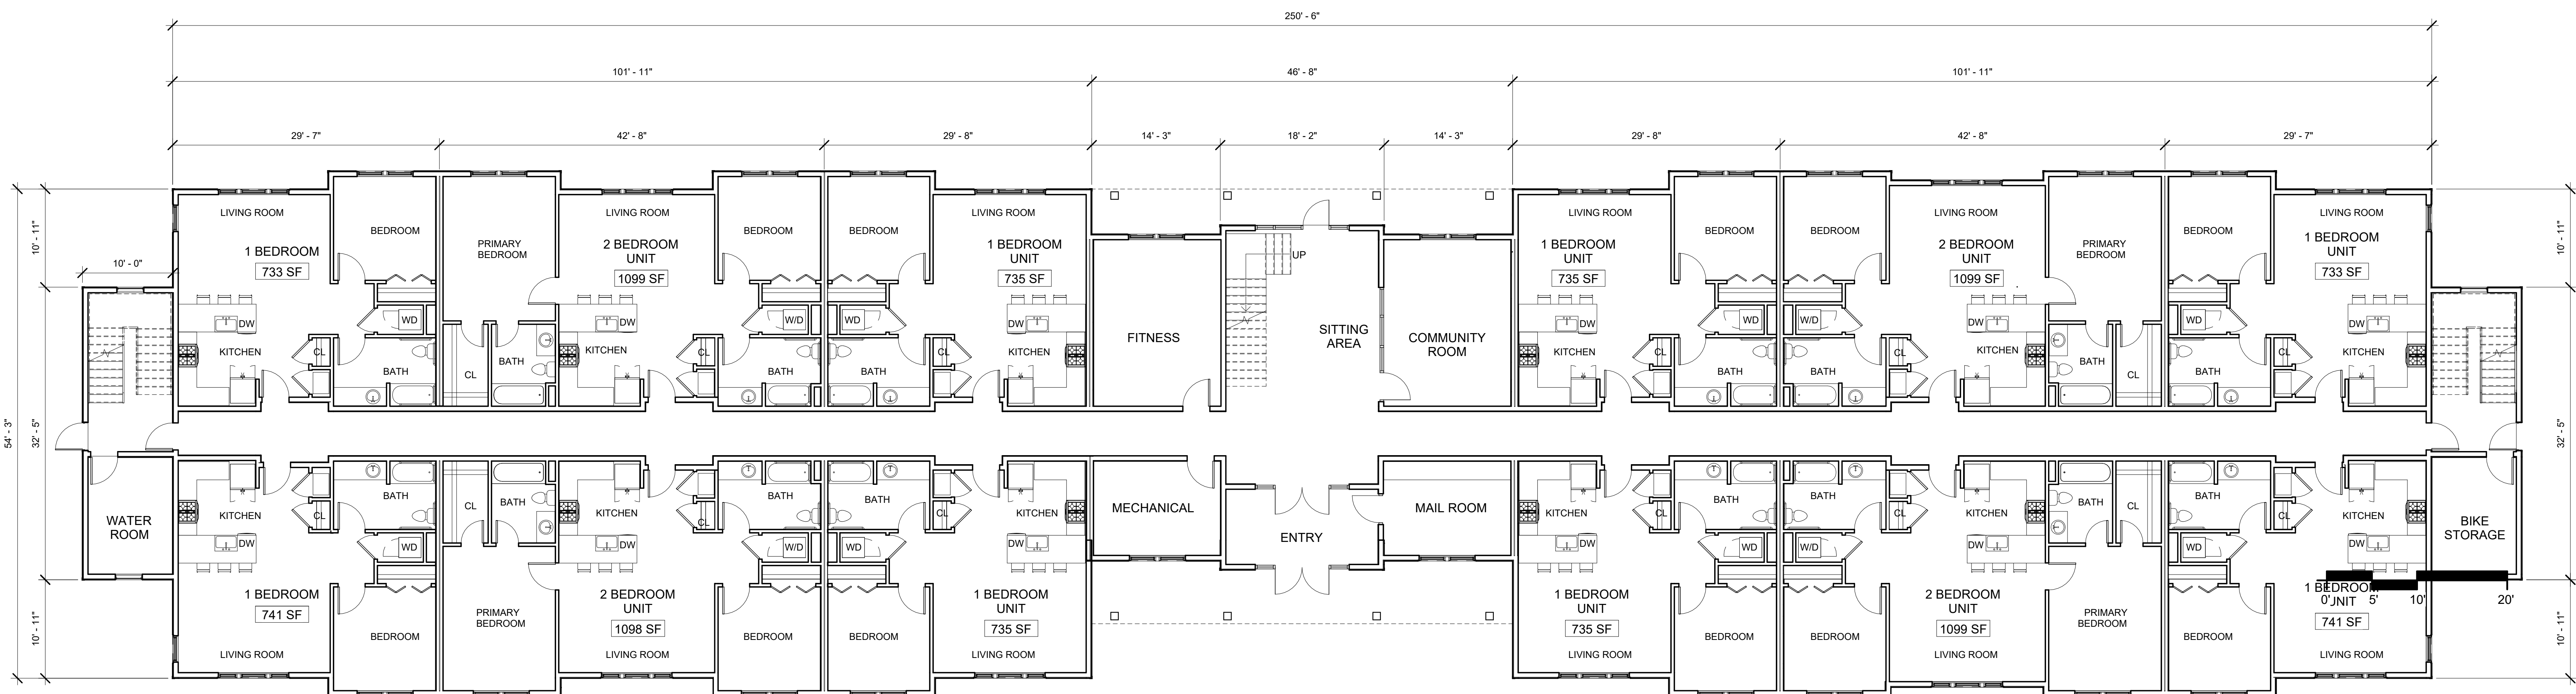 250' - 6"
101' - 11"
46' - 8"
101' - 11"
29' - 7"
42' - 8"
29' - 8"
14' - 3"
18' - 2"
14' - 3"
29' - 8"
42' - 8"
29' - 7"
54' - 3"
10' - 11"
32' - 5"
10' - 11"
10' - 0"
LIVING ROOM
1 BEDROOM
733 SF
BEDROOM
DW
KITCHEN
CL
WD
BATH
PRIMARY
BEDROOM
CL
BATH
LIVING ROOM
2 BEDROOM
UNIT
1099 SF
BEDROOM
DW
KITCHEN
CL
W/D
BATH
BEDROOM
WD
BATH
CL
LIVING ROOM
1 BEDROOM
UNIT
735 SF
DW
KITCHEN
FITNESS
UP
SITTING
AREA
COMMUNITY
ROOM
LIVING ROOM
1 BEDROOM
UNIT
735 SF
DW
KITCHEN
CL
BEDROOM
WD
BATH
BEDROOM
W/D
BATH
CL
LIVING ROOM
2 BEDROOM
UNIT
1099 SF
DW
KITCHEN
PRIMARY
BEDROOM
BATH
CL
BEDROOM
WD
BATH
CL
LIVING ROOM
1 BEDROOM
UNIT
733 SF
DW
KITCHEN
10' - 11"
32' - 5"
10' - 11"
WATER
ROOM
KITCHEN
DW
CL
BATH
WD
1 BEDROOM
741 SF
LIVING ROOM
BEDROOM
CL
BATH
PRIMARY
BEDROOM
KITCHEN
DW
CL
BATH
W/D
2 BEDROOM
UNIT
1098 SF
LIVING ROOM
BEDROOM
BATH
CL
WD
BEDROOM
KITCHEN
DW
1 BEDROOM
UNIT
735 SF
LIVING ROOM
MECHANICAL
ENTRY
MAIL ROOM
KITCHEN
DW
CL
BATH
WD
1 BEDROOM
UNIT
735 SF
LIVING ROOM
BEDROOM
BATH
CL
W/D
BEDROOM
KITCHEN
DW
2 BEDROOM
UNIT
1099 SF
LIVING ROOM
BATH
CL
PRIMARY
BEDROOM
BATH
CL
WD
BEDROOM
KITCHEN
DW
1 BEDROOM
UNIT
741 SF
LIVING ROOM
BIKE
STORAGE
0' 5' 10' 20'